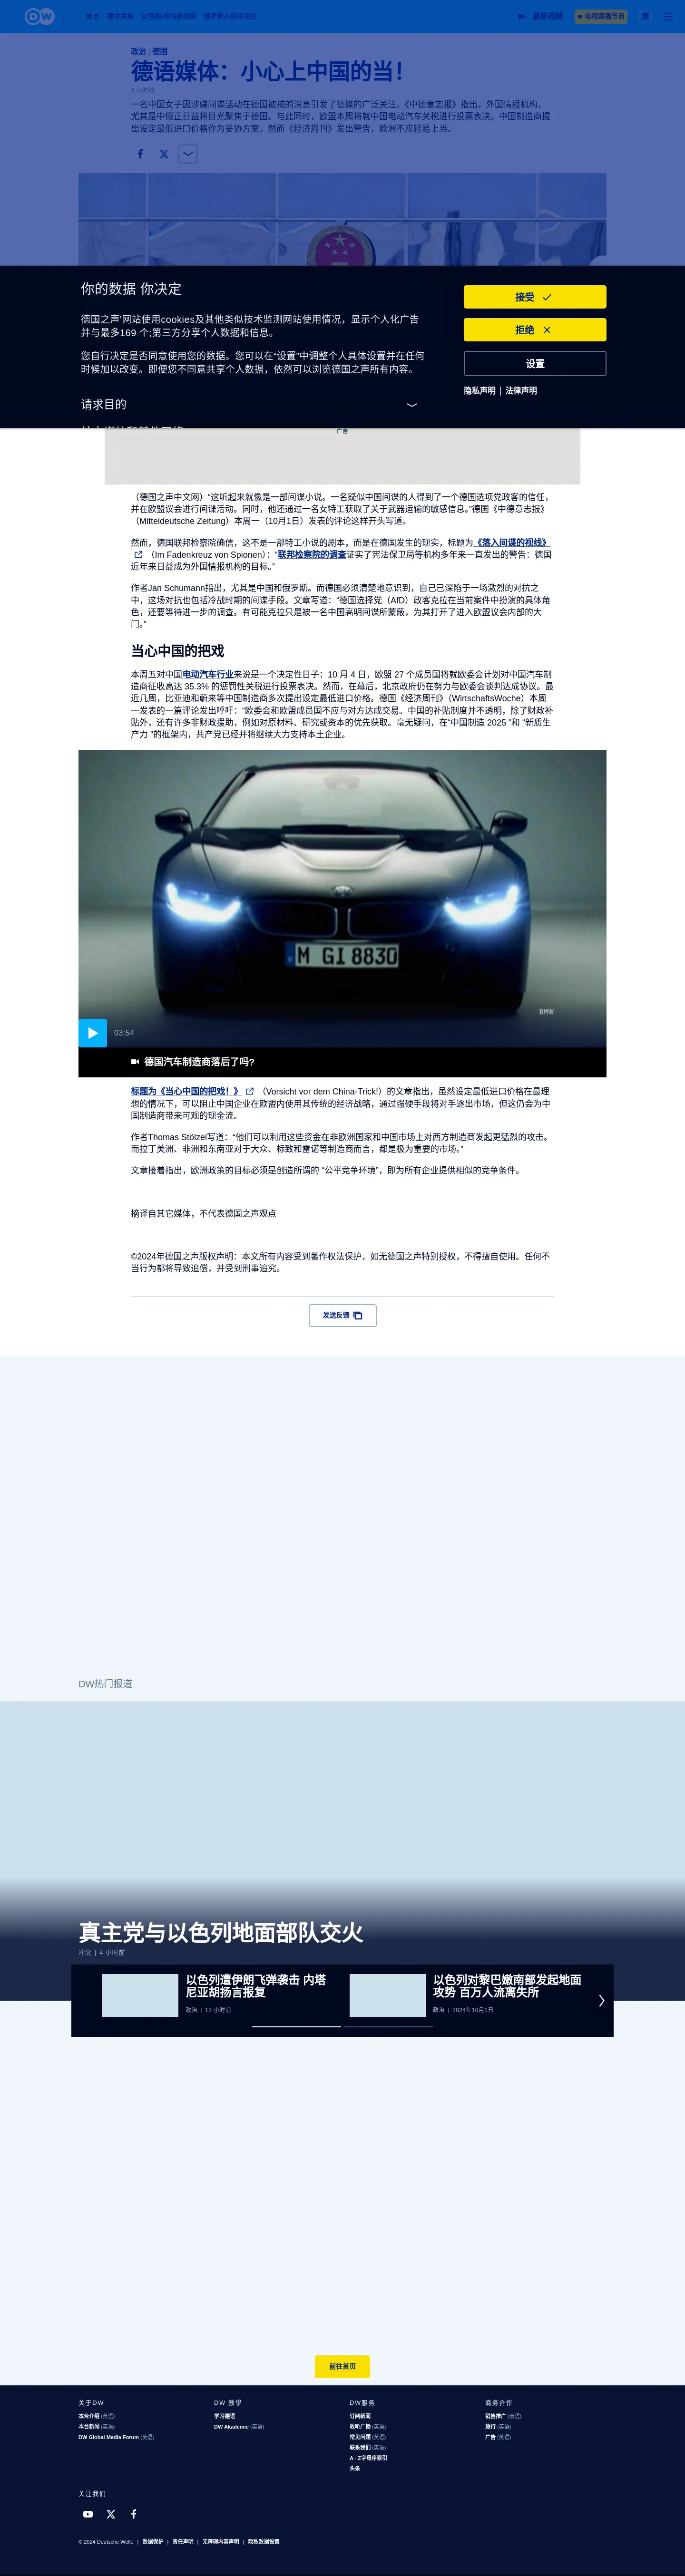 DW
焦点 德中关系 以色列-哈马斯战争 俄罗斯入侵乌克兰 最新视频 电视直播节目 繁
政治 | 德国
德语媒体：小心上中国的当！
4 小时前
一名中国女子因涉嫌间谍活动在德国被捕的消息引发了德媒的广泛关注。《中德意志报》指出，外国情报机构，
尤其是中俄正日益将目光聚焦于德国。与此同时，欧盟本周将就中国电动汽车关税进行投票表决。中国制造商提
出设定最低进口价格作为妥协方案，然而《经济周刊》发出警告，欧洲不应轻易上当。
你的数据 你决定
德国之声'网站使用cookies及其他类似技术监测网站使用情况，显示个人化广告
并与最多169 个;第三方分享个人数据和信息。
您自行决定是否同意使用您的数据。您可以在“设置”中调整个人具体设置并在任何
时候加以改变。即便您不同意共享个人数据，依然可以浏览德国之声所有内容。
请求目的
接受
拒绝
设置
隐私声明 | 法律声明
广告
（德国之声中文网）“这听起来就像是一部间谍小说。一名疑似中国间谍的人得到了一个德国选项党政客的信任，
并在欧盟议会进行间谍活动。同时，他还通过一名女特工获取了关于武器运输的敏感信息。”德国《中德意志报》
（Mitteldeutsche Zeitung）本周一（10月1日）发表的评论这样开头写道。
然而，德国联邦检察院确信，这不是一部特工小说的剧本，而是在德国发生的现实，标题为《落入间谍的视线》
（Im Fadenkreuz von Spionen）：“联邦检察院的调查证实了宪法保卫局等机构多年来一直发出的警告：德国
近年来日益成为外国情报机构的目标。”
作者Jan Schumann指出，尤其是中国和俄罗斯。而德国必须清楚地意识到，自己已深陷于一场激烈的对抗之
中，这场对抗也包括冷战时期的间谍手段。文章写道：“德国选择党（AfD）政客克拉在当前案件中扮演的具体角
色，还要等待进一步的调查。有可能克拉只是被一名中国高明间谍所蒙蔽，为其打开了进入欧盟议会内部的大
门。”
当心中国的把戏
本周五对中国电动汽车行业来说是一个决定性日子：10 月 4 日，欧盟 27 个成员国将就欧委会计划对中国汽车制
造商征收高达 35.3% 的惩罚性关税进行投票表决。然而，在幕后，北京政府仍在努力与欧委会谈判达成协议。最
近几周，比亚迪和蔚来等中国制造商多次提出设定最低进口价格。德国《经济周刊》（WirtschaftsWoche）本周
一发表的一篇评论发出呼吁：“欧委会和欧盟成员国不应与对方达成交易。中国的补贴制度并不透明，除了财政补
贴外，还有许多非财政援助，例如对原材料、研究或资本的优先获取。毫无疑问，在“中国制造 2025 ”和 “新质生
产力 ”的框架内，共产党已经并将继续大力支持本土企业。
M GI 8830
BMW
03:54
德国汽车制造商落后了吗?
标题为《当心中国的把戏！》 （Vorsicht vor dem China-Trick!）的文章指出，虽然设定最低进口价格在最理
想的情况下，可以阻止中国企业在欧盟内使用其传统的经济战略，通过强硬手段将对手逐出市场，但这仍会为中
国制造商带来可观的现金流。
作者Thomas Stölzel写道：“他们可以利用这些资金在非欧洲国家和中国市场上对西方制造商发起更猛烈的攻击。
而拉丁美洲、非洲和东南亚对于大众、标致和雷诺等制造商而言，都是极为重要的市场。”
文章接着指出，欧洲政策的目标必须是创造所谓的 “公平竞争环境”，即为所有企业提供相似的竞争条件。
摘译自其它媒体，不代表德国之声观点
©2024年德国之声版权声明：本文所有内容受到著作权法保护，如无德国之声特别授权，不得擅自使用。任何不
当行为都将导致追偿，并受到刑事追究。
发送反馈
DW热门报道
真主党与以色列地面部队交火
冲突 | 4 小时前
以色列遭伊朗飞弹袭击 内塔
尼亚胡扬言报复
政治 | 13 小时前
以色列对黎巴嫩南部发起地面
攻势 百万人流离失所
政治 | 2024年10月1日
前往首页
关于DW
本台介绍 (英语)
本台新闻 (英语)
DW Global Media Forum (英语)
DW 教學
学习德语
DW Akademie (英语)
DW服务
订阅新闻
收听广播 (英语)
常见问题 (英语)
联系我们 (英语)
A - Z字母序索引
头条
商务合作
销售推广 (英语)
旅行 (英语)
广告 (英语)
关注我们
© 2024 Deutsche Welle | 数据保护 | 责任声明 | 无障碍内容声明 | 隐私数据设置